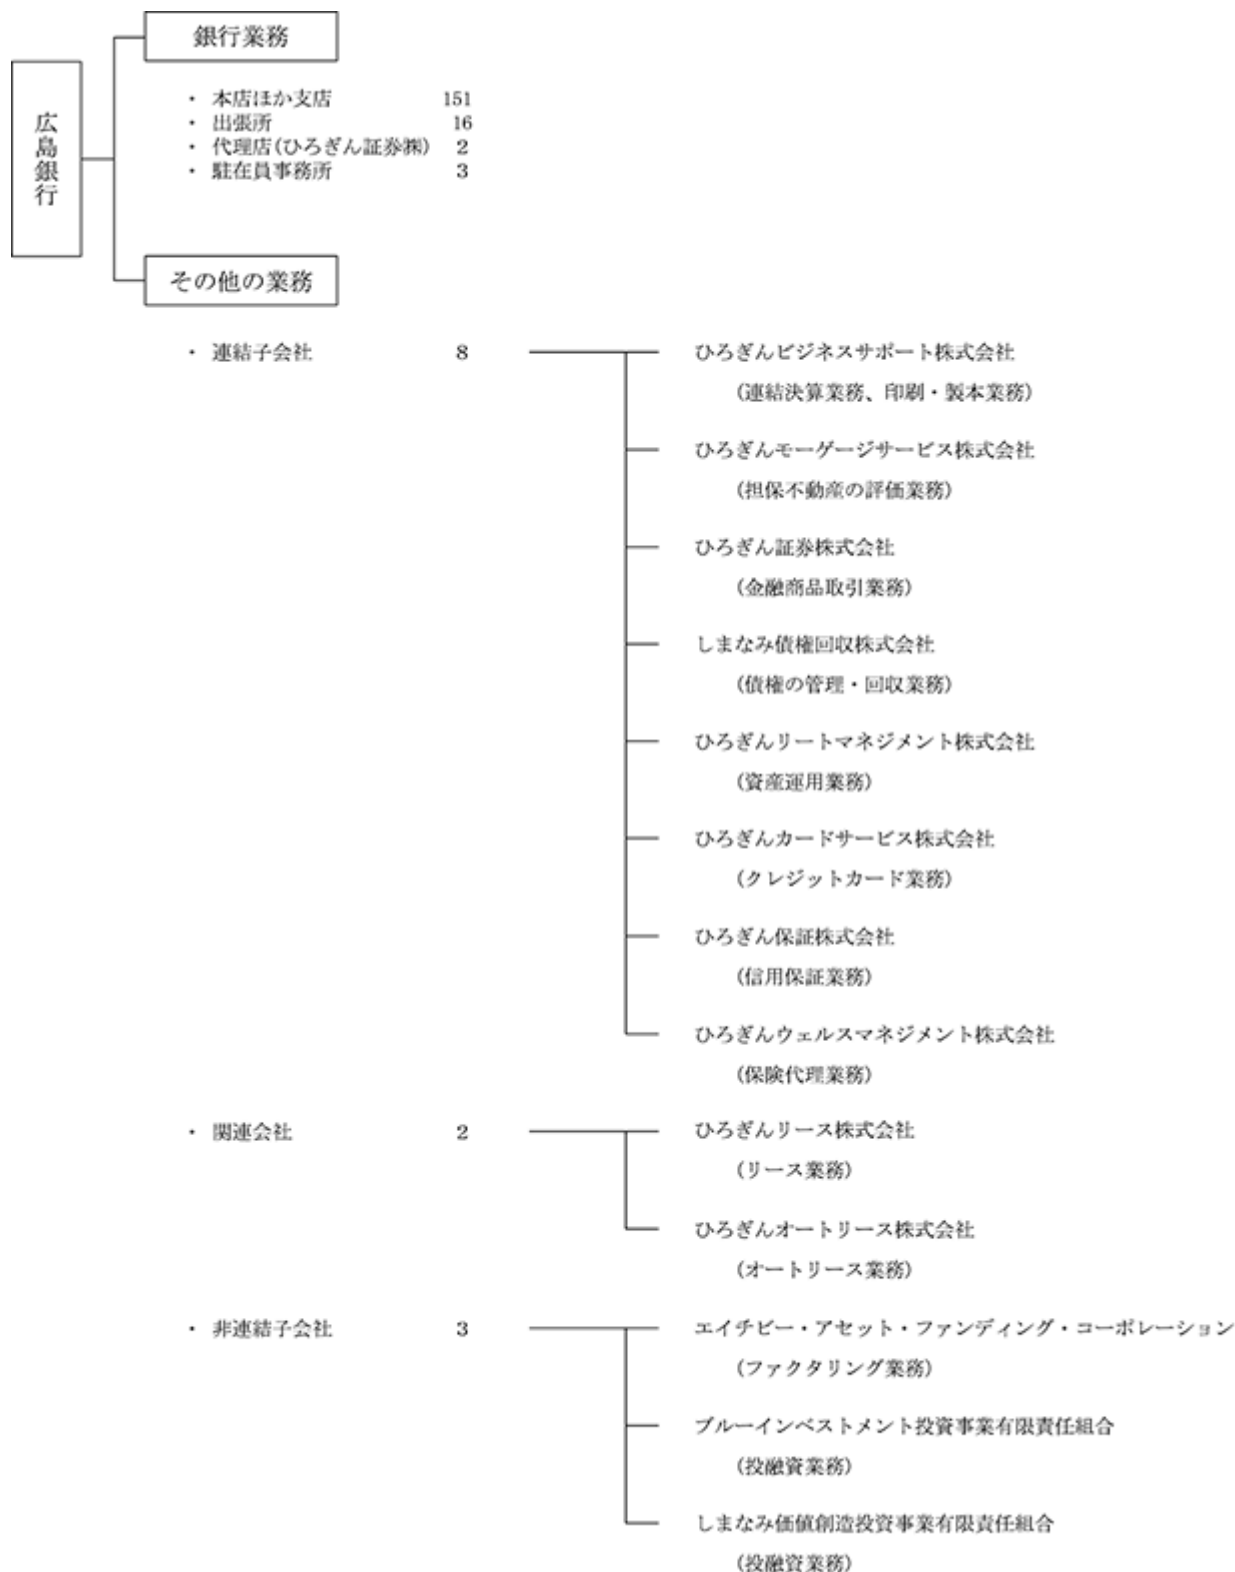 広島銀行
銀行業務
・ 本店ほか支店 151
・ 出張所 16
・ 代理店(ひろぎん証券㈱) 2
・ 駐在員事務所 3
その他の業務
・ 連結子会社 8
ひろぎんビジネスサポート株式会社
(連結決算業務、印刷・製本業務)
ひろぎんモーゲージサービス株式会社
(担保不動産の評価業務)
ひろぎん証券株式会社
(金融商品取引業務)
しまなみ債権回収株式会社
(債権の管理・回収業務)
ひろぎんリートマネジメント株式会社
(資産運用業務)
ひろぎんカードサービス株式会社
(クレジットカード業務)
ひろぎん保証株式会社
(信用保証業務)
ひろぎんウェルスマネジメント株式会社
(保険代理業務)
・ 関連会社 2
ひろぎんリース株式会社
(リース業務)
ひろぎんオートリース株式会社
(オートリース業務)
・ 非連結子会社 3
エイチビー・アセット・ファンディング・コーポレーション
(ファクタリング業務)
ブルーインベストメント投資事業有限責任組合
(投融資業務)
しまなみ価値創造投資事業有限責任組合
(投融資業務)